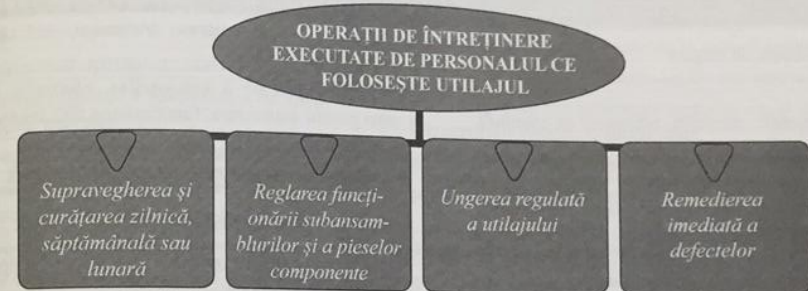 OPERAȚII DE ÎNTREȚINERE
EXECUTATE DE PERSONALUL CE
FOLOSEȘTE UTILAJUL
Supravegherea și
curățarea zilnică,
săptămânală sau
lunară
Reglarea funcți-
onării subansam-
blurilor și a pieselor
componente
Ungerea regulată
a utilajului
Remedierea
imediată a
defectelor